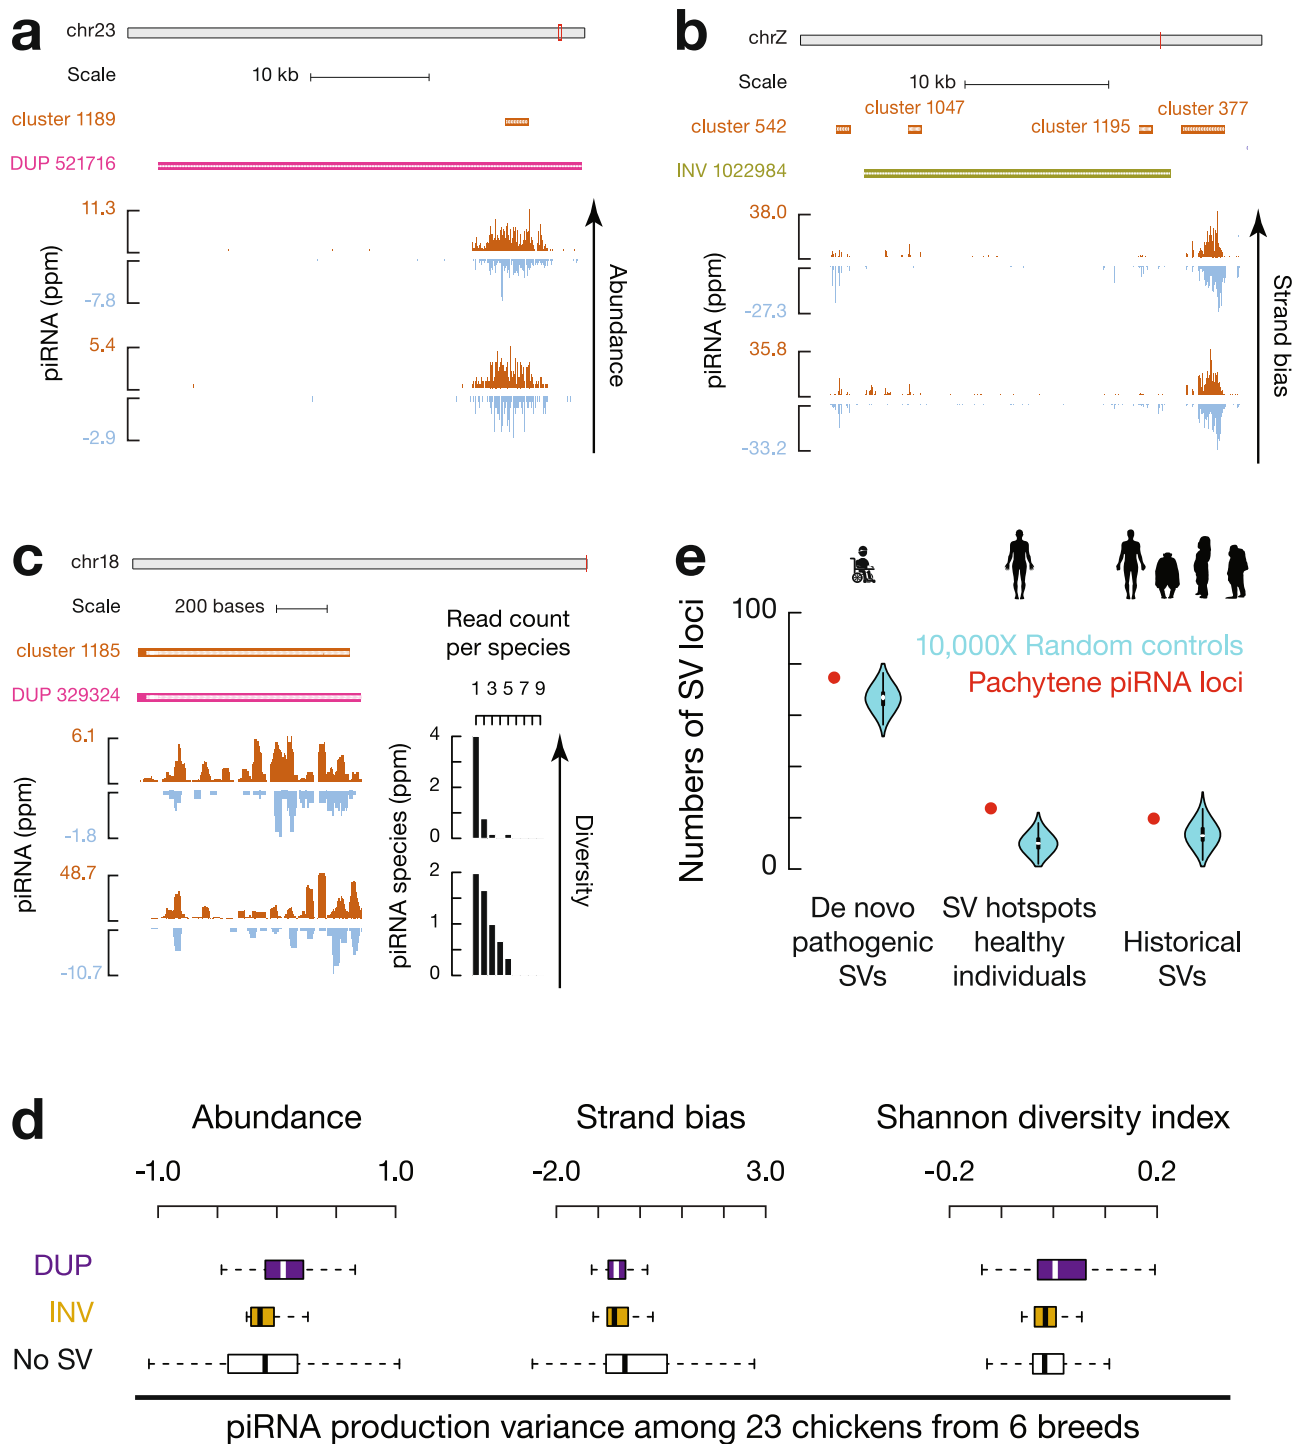 a
chr23
Scale
10 kb
cluster 1189
DUP 521716
11.3
-7.8
5.4
-2.9
piRNA (ppm)
Abundance
b
chrZ
Scale
10 kb
cluster 1047
cluster 377
cluster 542
cluster 1195
INV 1022984
38.0
-27.3
35.8
-33.2
piRNA (ppm)
Strand bias
c
chr18
Scale
200 bases
cluster 1185
DUP 329324
6.1
-1.8
48.7
-10.7
piRNA (ppm)
Read count
per species
1 3 5 7 9
4
2
0
2
1
0
piRNA species (ppm)
Diversity
e
Numbers of SV loci
100
0
10,000X Random controls
Pachytene piRNA loci
De novo
pathogenic
SVs
SV hotspots
healthy
individuals
Historical
SVs
d
Abundance
-1.0
1.0
Strand bias
-2.0
3.0
Shannon diversity index
-0.2
0.2
DUP
INV
No SV
piRNA production variance among 23 chickens from 6 breeds